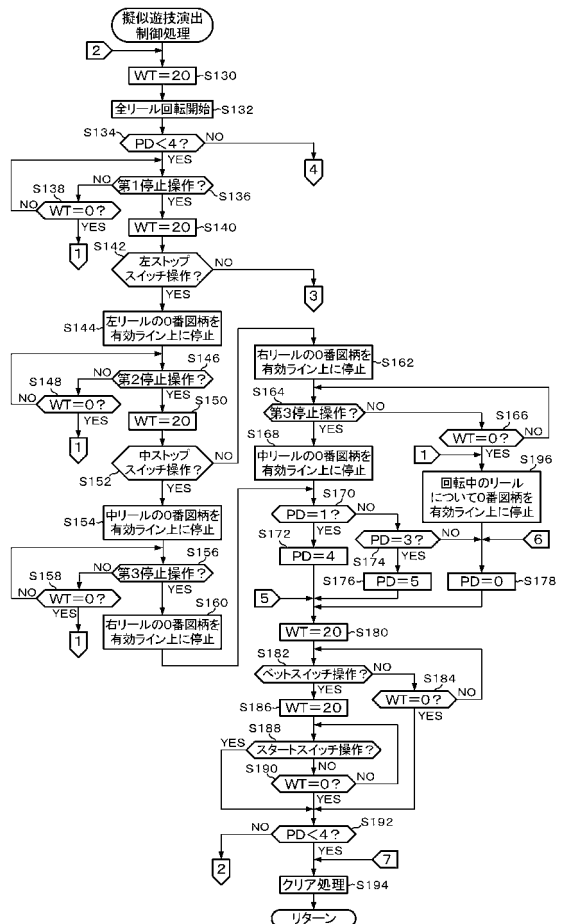 擬似遊技演出
制御処理
2
WT=20
S130
全リール回転開始
S132
S134
PD<4?
NO
YES
4
S138
NO
第1停止操作?
S136
NO
WT=0?
YES
YES
1
WT=20
S140
S142
左ストップ
スイッチ操作?
NO
YES
3
S144
左リールの0番図柄を
有効ライン上に停止
S146
S148
NO
第2停止操作?
S150
NO
WT=0?
YES
YES
1
WT=20
中ストップ
スイッチ操作?
NO
S152
YES
S154
中リールの0番図柄を
有効ライン上に停止
S156
S158
NO
第3停止操作?
NO
WT=0?
YES
YES
S160
1
右リールの0番図柄を
有効ライン上に停止
右リールの0番図柄を
有効ライン上に停止
S162
S164
第3停止操作?
NO
S166
S168
YES
WT=0?
NO
中リールの0番図柄を
有効ライン上に停止
1
YES
S196
回転中のリール
について0番図柄を
有効ライン上に停止
S170
PD=1?
NO
S172
YES
PD=3?
NO
6
PD=4
S174
YES
S176
PD=5
PD=0
S178
5
WT=20
S180
S182
ベットスイッチ操作?
NO
S184
YES
WT=0?
NO
S186
WT=20
YES
S188
YES
スタートスイッチ操作?
NO
S190
WT=0?
NO
YES
S192
NO
PD<4?
YES
2
7
クリア処理
S194
リターン